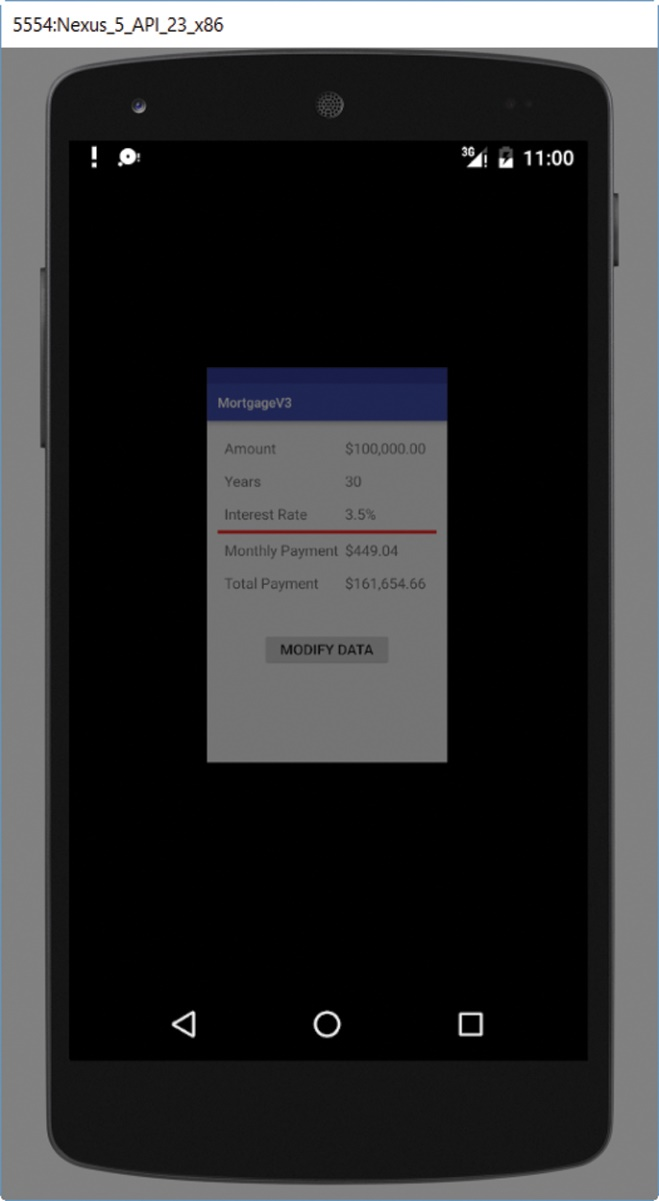 5554:Nexus_5_API_23_x86
3G 11:00
MortgageV3
Amount $100,000.00
Years 30
Interest Rate 3.5%
Monthly Payment $449.04
Total Payment $161,654.66
MODIFY DATA